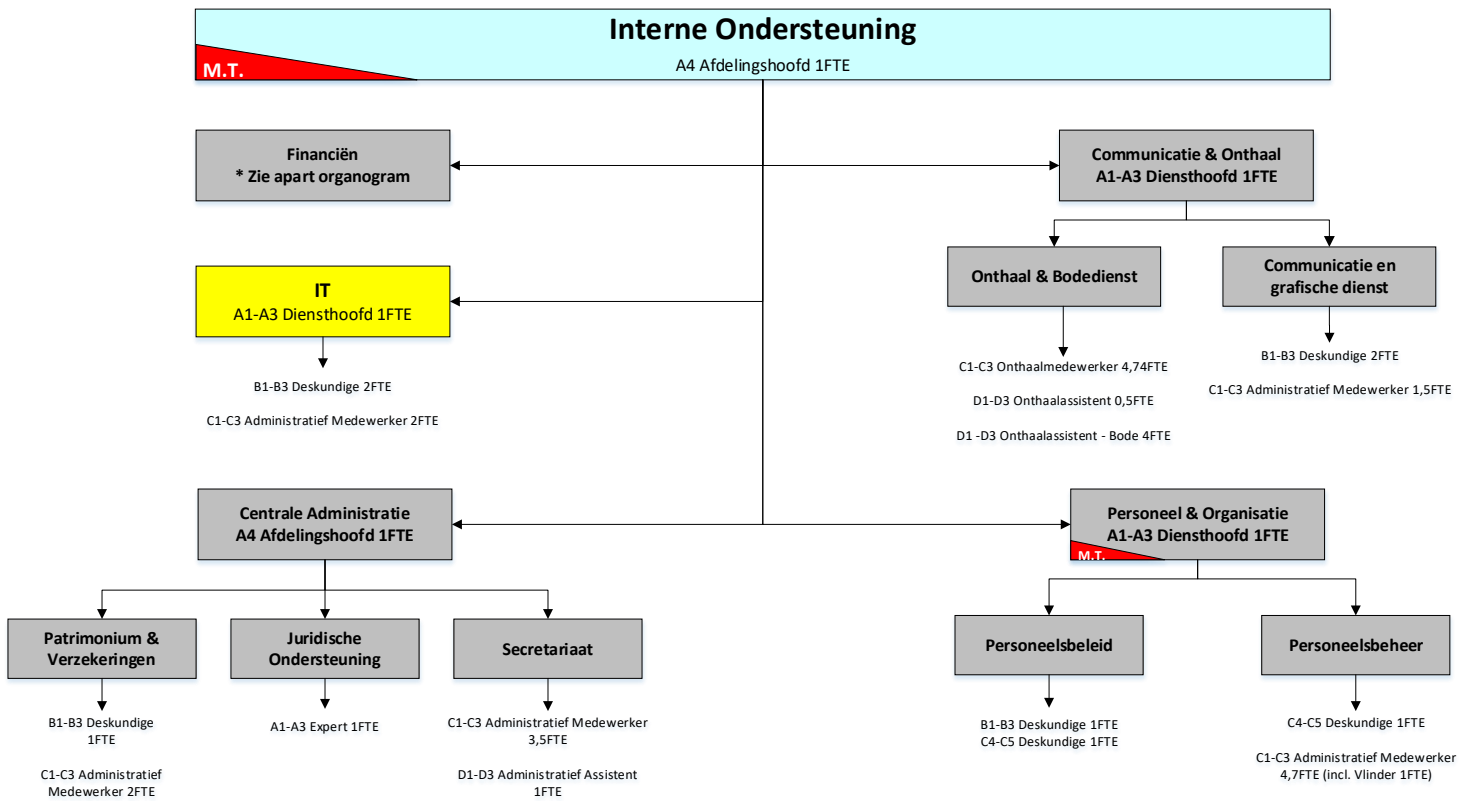 Interne Ondersteuning
A4 Afdelingshoofd 1FTE
M.T.
Financiën
* Zie apart organogram
Communicatie & Onthaal
A1-A3 Diensthoofd 1FTE
Onthaal & Bodedienst
Communicatie en
grafische dienst
IT
A1-A3 Diensthoofd 1FTE
B1-B3 Deskundige 2FTE
C1-C3 Administratief Medewerker 2FTE
C1-C3 Onthaalmedewerker 4,74FTE
D1-D3 Onthaalassistent 0,5FTE
D1 -D3 Onthaalassistent - Bode 4FTE
B1-B3 Deskundige 2FTE
C1-C3 Administratief Medewerker 1,5FTE
Centrale Administratie
A4 Afdelingshoofd 1FTE
Personeel & Organisatie
A1-A3 Diensthoofd 1FTE
M.T.
Patrimonium &
Verzekeringen
Juridische
Ondersteuning
Secretariaat
Personeelsbeleid
Personeelsbeheer
B1-B3 Deskundige
1FTE
C1-C3 Administratief
Medewerker 2FTE
A1-A3 Expert 1FTE
C1-C3 Administratief Medewerker
3,5FTE
D1-D3 Administratief Assistent
1FTE
B1-B3 Deskundige 1FTE
C4-C5 Deskundige 1FTE
C4-C5 Deskundige 1FTE
C1-C3 Administratief Medewerker
4,7FTE (incl. Vlinder 1FTE)